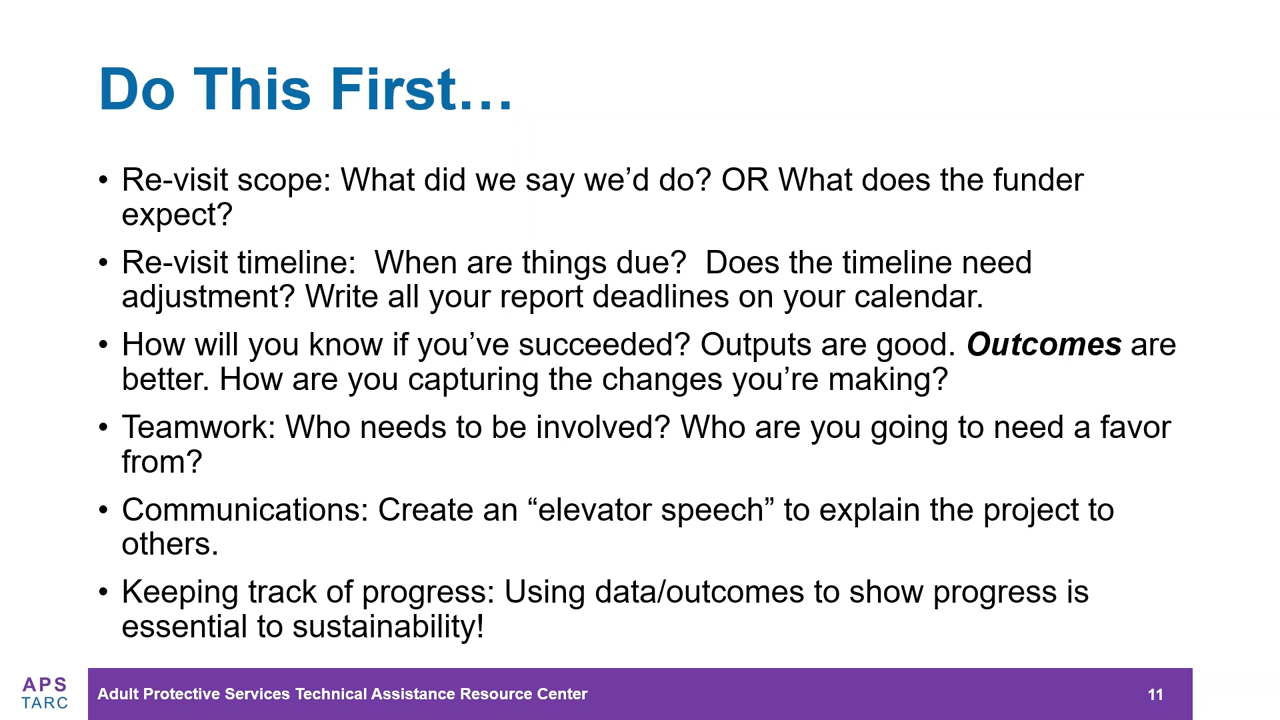 Do This First…
• Re-visit scope: What did we say we’d do? OR What does the funder
expect?
• Re-visit timeline:  When are things due?  Does the timeline need
adjustment? Write all your report deadlines on your calendar.
• How will you know if you’ve succeeded? Outputs are good. Outcomes are
better. How are you capturing the changes you’re making?
• Teamwork: Who needs to be involved? Who are you going to need a favor
from?
• Communications: Create an “elevator speech” to explain the project to
others.
• Keeping track of progress: Using data/outcomes to show progress is
essential to sustainability!
APS
TARC
Adult Protective Services Technical Assistance Resource Center
11